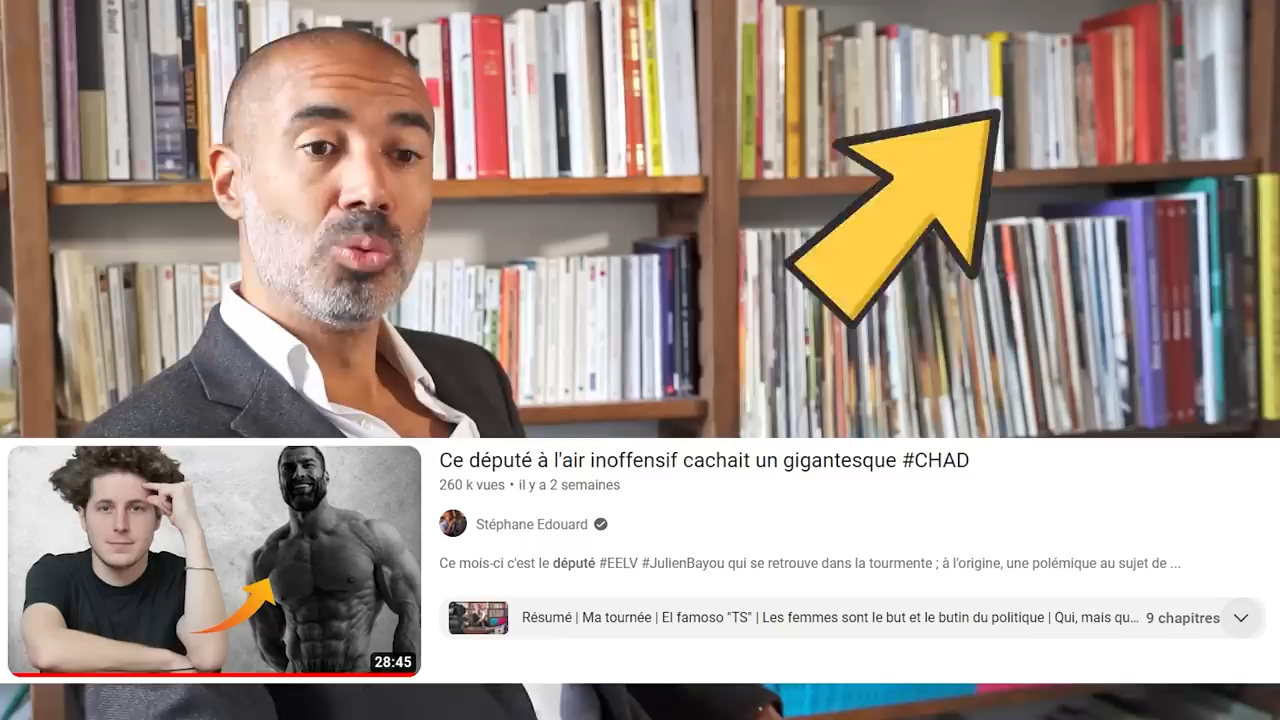 Ce député à l'air inoffensif cachait un gigantesque #CHAD
260 k vues • il y a 2 semaines
Stéphane Edouard
Ce mois-ci c'est le député #EELV #JulienBayou qui se retrouve dans la tourmente ; à l'origine, une polémique au sujet de ...
28:45
Résumé | Ma tournée | El famoso "TS" | Les femmes sont le but et le butin du politique | Qui, mais qu... 9 chapitres